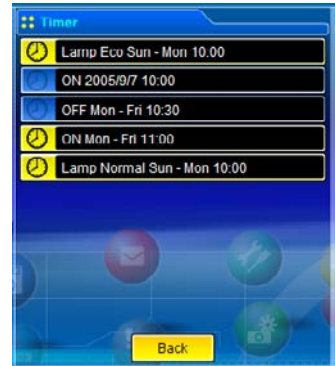 Timer
Lamp Eco Sun - Mon 10:00
ON 2005/9/7 10:00
OFF Mon - Fri 10:30
ON Mon - Fri 11:00
Lamp Normal Sun - Mon 10:00
Back